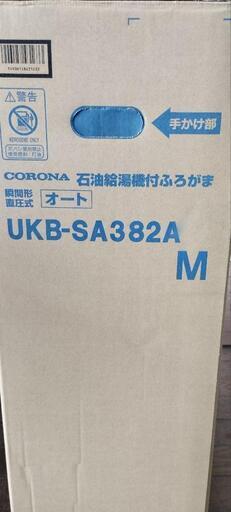 警告
KEROSENE ONLY
手かけ部
CORONA 石油給湯機付ふろがま
瞬間形
直圧式 オート
UKB-SA382A
M